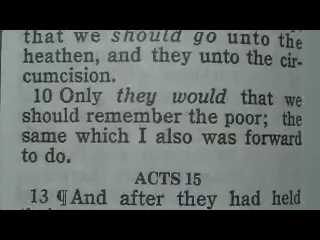 that we should go unto the
heathen, and they unto the cir-
cumcision.
10 Only they would that we
should remember the poor; the
same which I also was forward
to do.
ACTS 15
13 ¶And after they had held
their